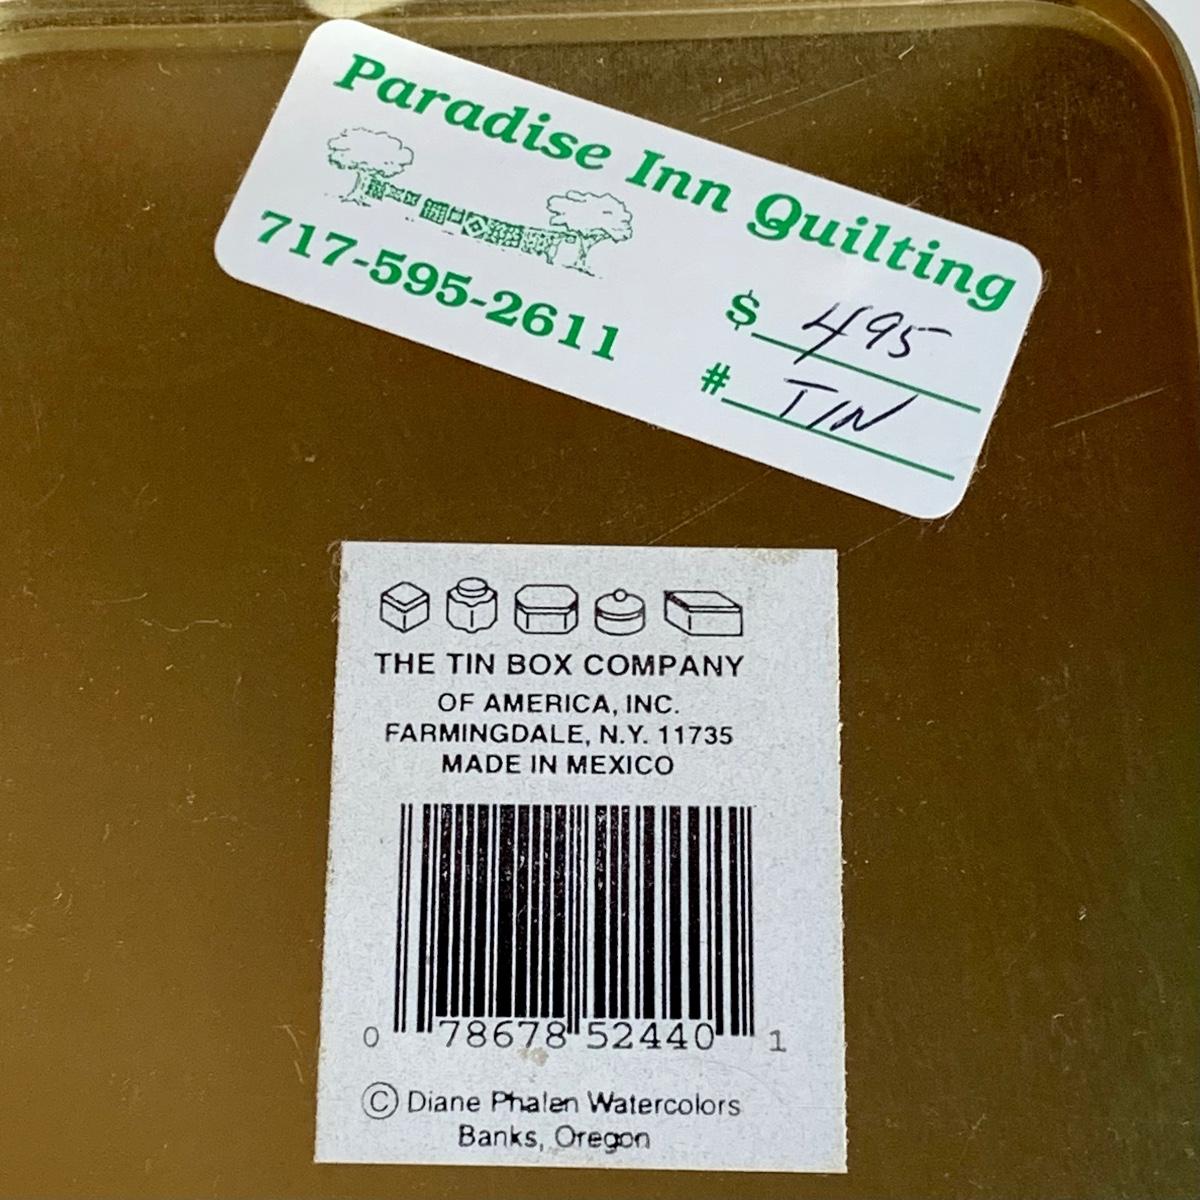 Paradise Inn Quilting
717-595-2611
$ 495
# TIN
THE TIN BOX COMPANY
OF AMERICA, INC.
FARMINGDALE, N.Y. 11735
MADE IN MEXICO
0 78678 52440 1
© Diane Phalen Watercolors
Banks, Oregon